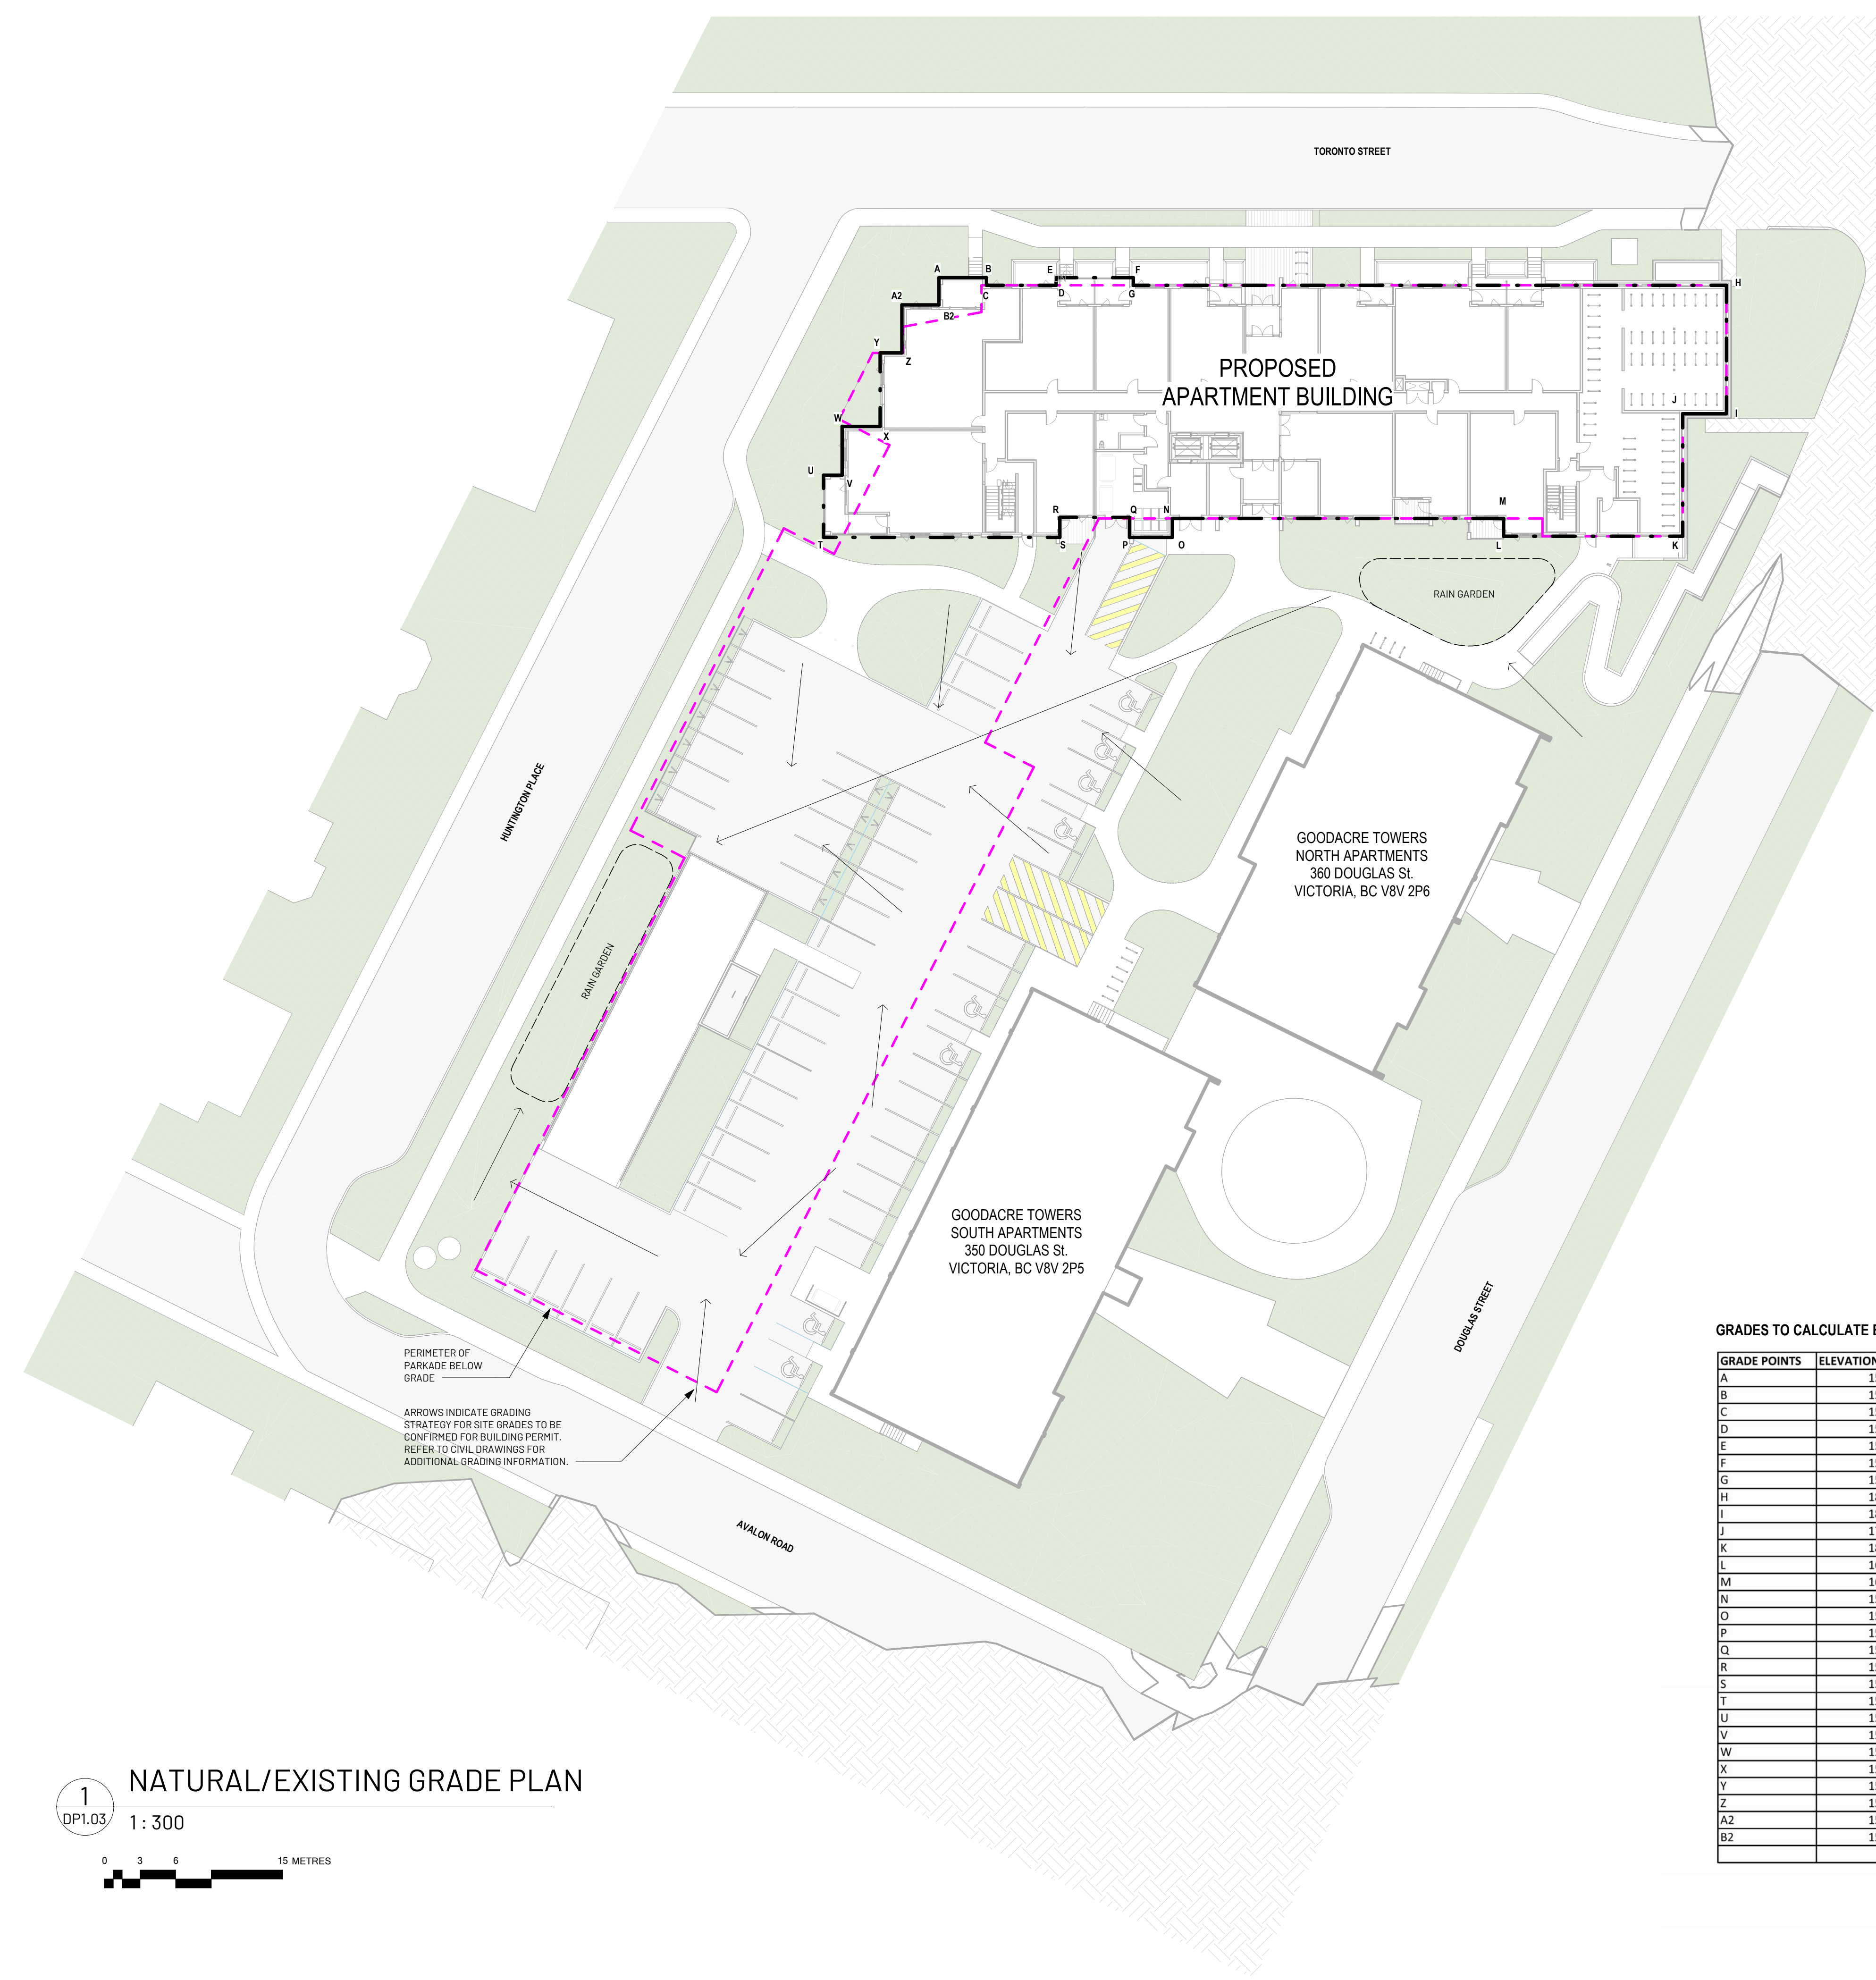 TORONTO STREET
A
B
E
F
A2
C
D
G
H
B2
Y
Z
PROPOSED
APARTMENT BUILDING
J
I
W
X
U
V
M
R
Q
N
T
S
P
O
L
K
RAIN GARDEN
HUNTINGTON PLACE
GOODACRE TOWERS
NORTH APARTMENTS
360 DOUGLAS St.
VICTORIA, BC V8V 2P6
RAIN GARDEN
GOODACRE TOWERS
SOUTH APARTMENTS
350 DOUGLAS St.
VICTORIA, BC V8V 2P5
DOUGLAS STREET
PERIMETER OF
PARKADE BELOW
GRADE
ARROWS INDICATE GRADING
STRATEGY FOR SITE GRADES TO BE
CONFIRMED FOR BUILDING PERMIT.
REFER TO CIVIL DRAWINGS FOR
ADDITIONAL GRADING INFORMATION.
AVALON ROAD
GRADES TO CALCULATE
GRADE POINTS ELEVATION
A
B
C
D
E
F
G
H
I
J
K
L
M
N
O
P
Q
R
S
T
U
V
W
X
Y
Z
A2
B2
1
DP1.03
NATURAL/EXISTING GRADE PLAN
1 : 300
0 3 6 15 METRES